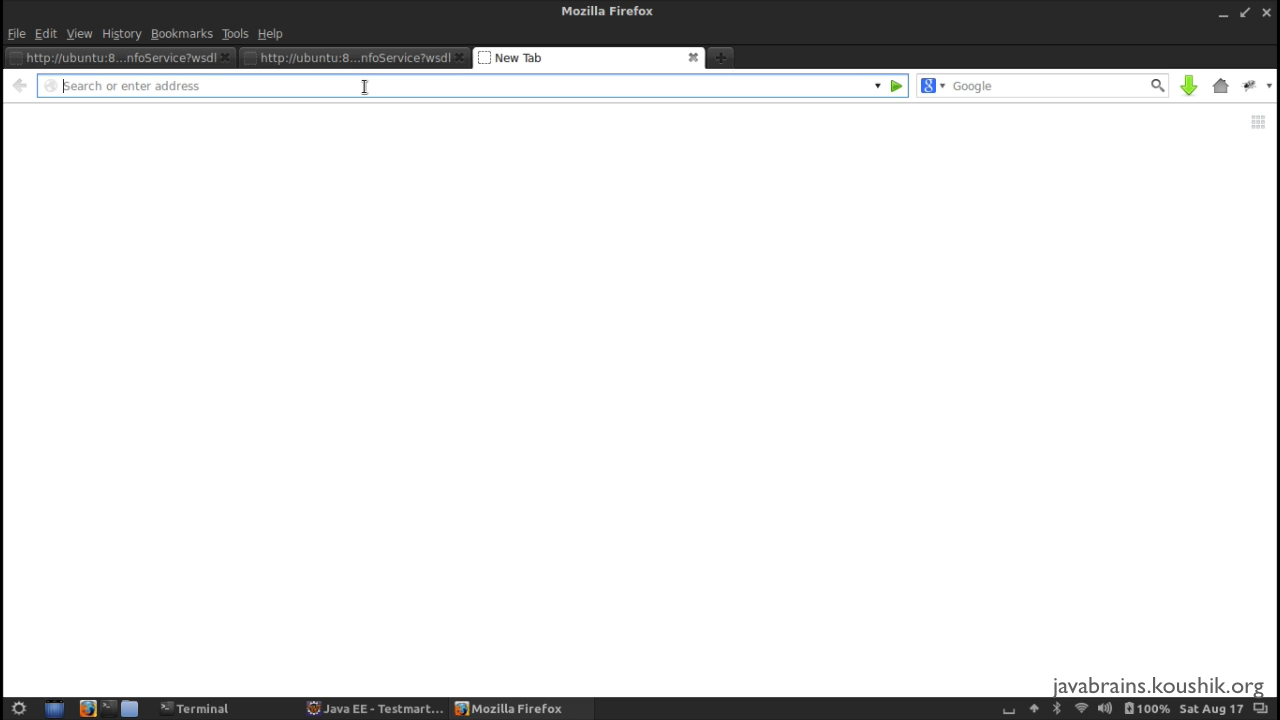 Mozilla Firefox
File Edit View History Bookmarks Tools Help
http://ubuntu:8...nfoService?wsdl http://ubuntu:8...nfoService?wsdl New Tab
Search or enter address Google
javabrains.koushik.org
Terminal Java EE - Testmart... Mozilla Firefox 100% Sat Aug 17